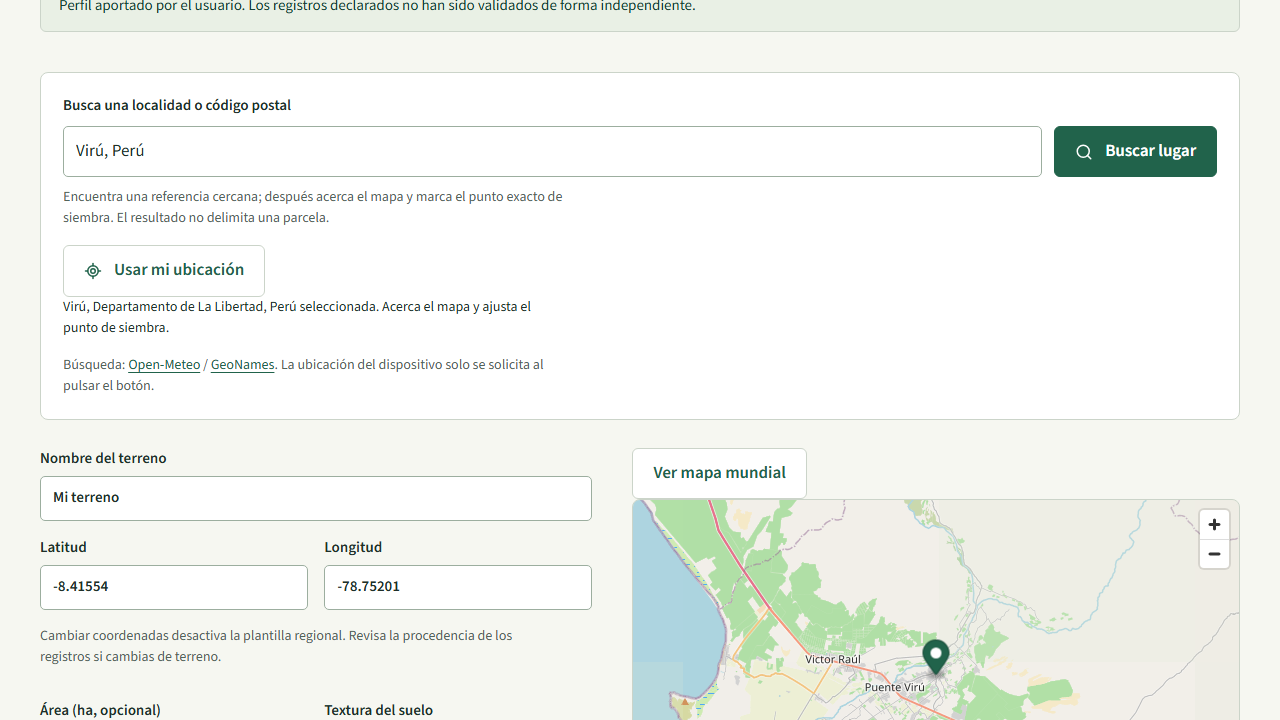 Perfil aportado por el usuario. Los registros declarados no han sido validados de forma independiente.
Busca una localidad o código postal
Virú, Perú
Buscar lugar
Encuentra una referencia cercana; después acerca el mapa y marca el punto exacto de
siembra. El resultado no delimita una parcela.
Usar mi ubicación
Virú, Departamento de La Libertad, Perú seleccionada. Acerca el mapa y ajusta el
punto de siembra.
Búsqueda: Open-Meteo / GeoNames. La ubicación del dispositivo solo se solicita al
pulsar el botón.
Nombre del terreno
Mi terreno
Latitud
Longitud
-8.41554
-78.75201
Cambiar coordenadas desactiva la plantilla regional. Revisa la procedencia de los
registros si cambias de terreno.
Área (ha, opcional)
Textura del suelo
Ver mapa mundial
+
−
Victor Raúl
Puente Virú